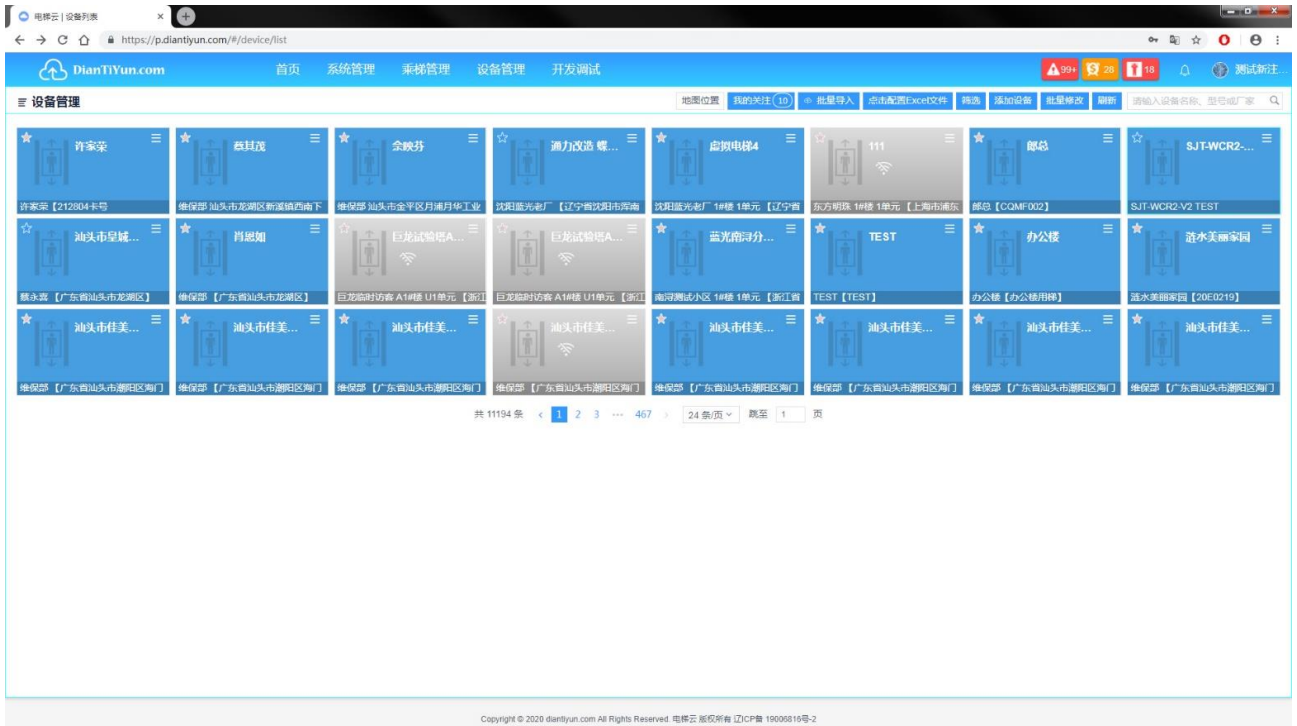 电梯云 | 设备列表
https://p.diantiyun.com/#/device/list
DianTiYun.com 首页 系统管理 乘梯管理 设备管理 开发调试 99+ 28 18 测试新注...
设备管理 地图位置 我的关注 10 批量导入 点击配置Excel文件 筛选 添加设备 批量修改 刷新 请输入设备名称、型号或厂家
许家荣 蔡其茂 余映芬 通力改造 螺... 虚拟电梯4 111 郎总 SJT-WCR2-...
许家荣【212804卡号 维保部 汕头市龙湖区新溪镇西南下 维保部 汕头市金平区月浦月华工业 沈阳蓝光老厂 【辽宁省沈阳市浑南 沈阳蓝光老厂 1#楼 1单元 【辽宁省 东方明珠 1#楼 1单元 【上海市浦东 郎总【CQMF002】 SJT-WCR2-V2 TEST
汕头市皇城... 肖思如 巨龙试验塔A... 巨龙试验塔A... 蓝光南浔分... TEST 办公楼 涟水美丽家园
蔡永喜【广东省汕头市龙湖区】 维保部 【广东省汕头市龙湖区】 巨龙临时访客 A1#楼 U1单元 【浙江 巨龙临时访客 A1#楼 U1单元 【浙江 南浔测试小区 1#楼 1单元 【浙江省 TEST【TEST】 办公楼【办公楼用梯】 涟水美丽家园【20E0219】
汕头市佳美... 汕头市佳美... 汕头市佳美... 汕头市佳美... 汕头市佳美... 汕头市佳美... 汕头市佳美... 汕头市佳美...
维保部 【广东省汕头市潮阳区海门 维保部 【广东省汕头市潮阳区海门 维保部 【广东省汕头市潮阳区海门 维保部 【广东省汕头市潮阳区海门 维保部 【广东省汕头市潮阳区海门 维保部 【广东省汕头市潮阳区海门 维保部 【广东省汕头市潮阳区海门 维保部 【广东省汕头市潮阳区海门
共 11194 条 1 2 3 ... 467 24 条/页 跳至 1 页
Copyright © 2020 diantiyun.com All Rights Reserved. 电梯云 版权所有 辽ICP备 19006816号-2